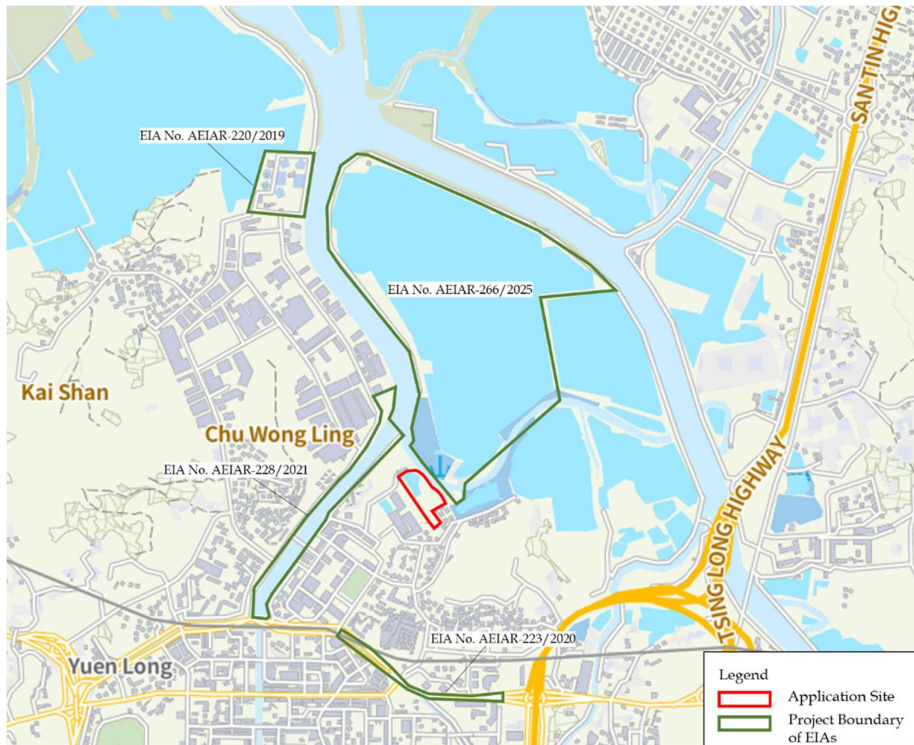 SAN TIN HIG
EIA No. AEIAR-220/2019
EIA No. AEIAR-266/2025
Kai Shan
Chu Wong Ling
EIA No. AEIAR-228/2021
TSING LONG HIGHWAY
EIA No. AEIAR-223/2020
Yuen Long
Legend
Application Site
Project Boundary
of EIAs